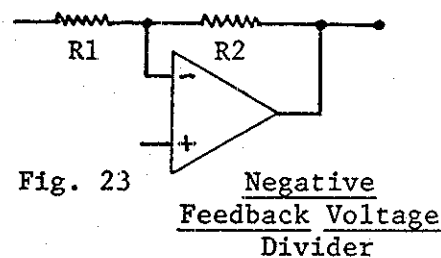 R1 R2
-
+
Fig. 23
Negative
Feedback Voltage
Divider